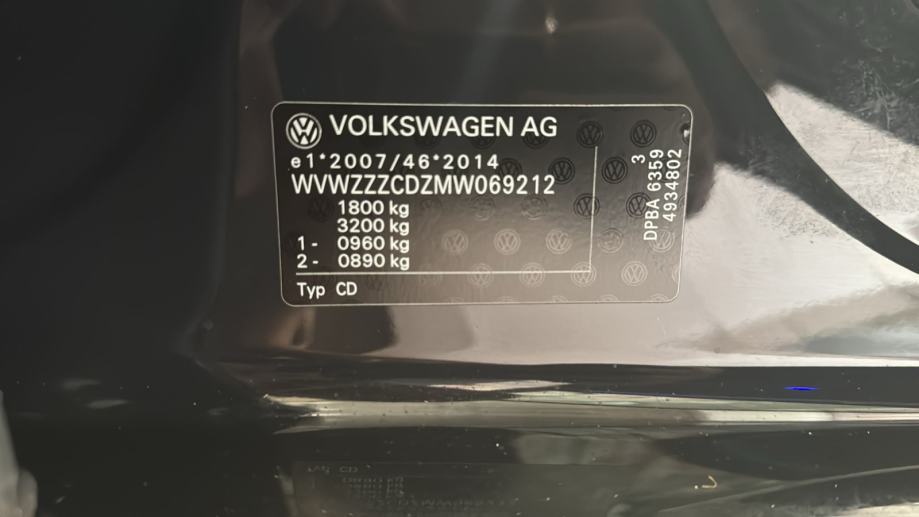 VOLKSWAGEN AG
e1*2007/46*2014
WVWZZZCDZMW069212
1800 kg
3200 kg
1 - 0960 kg
2 - 0890 kg
Typ CD
3
DPBA 6359
4934802